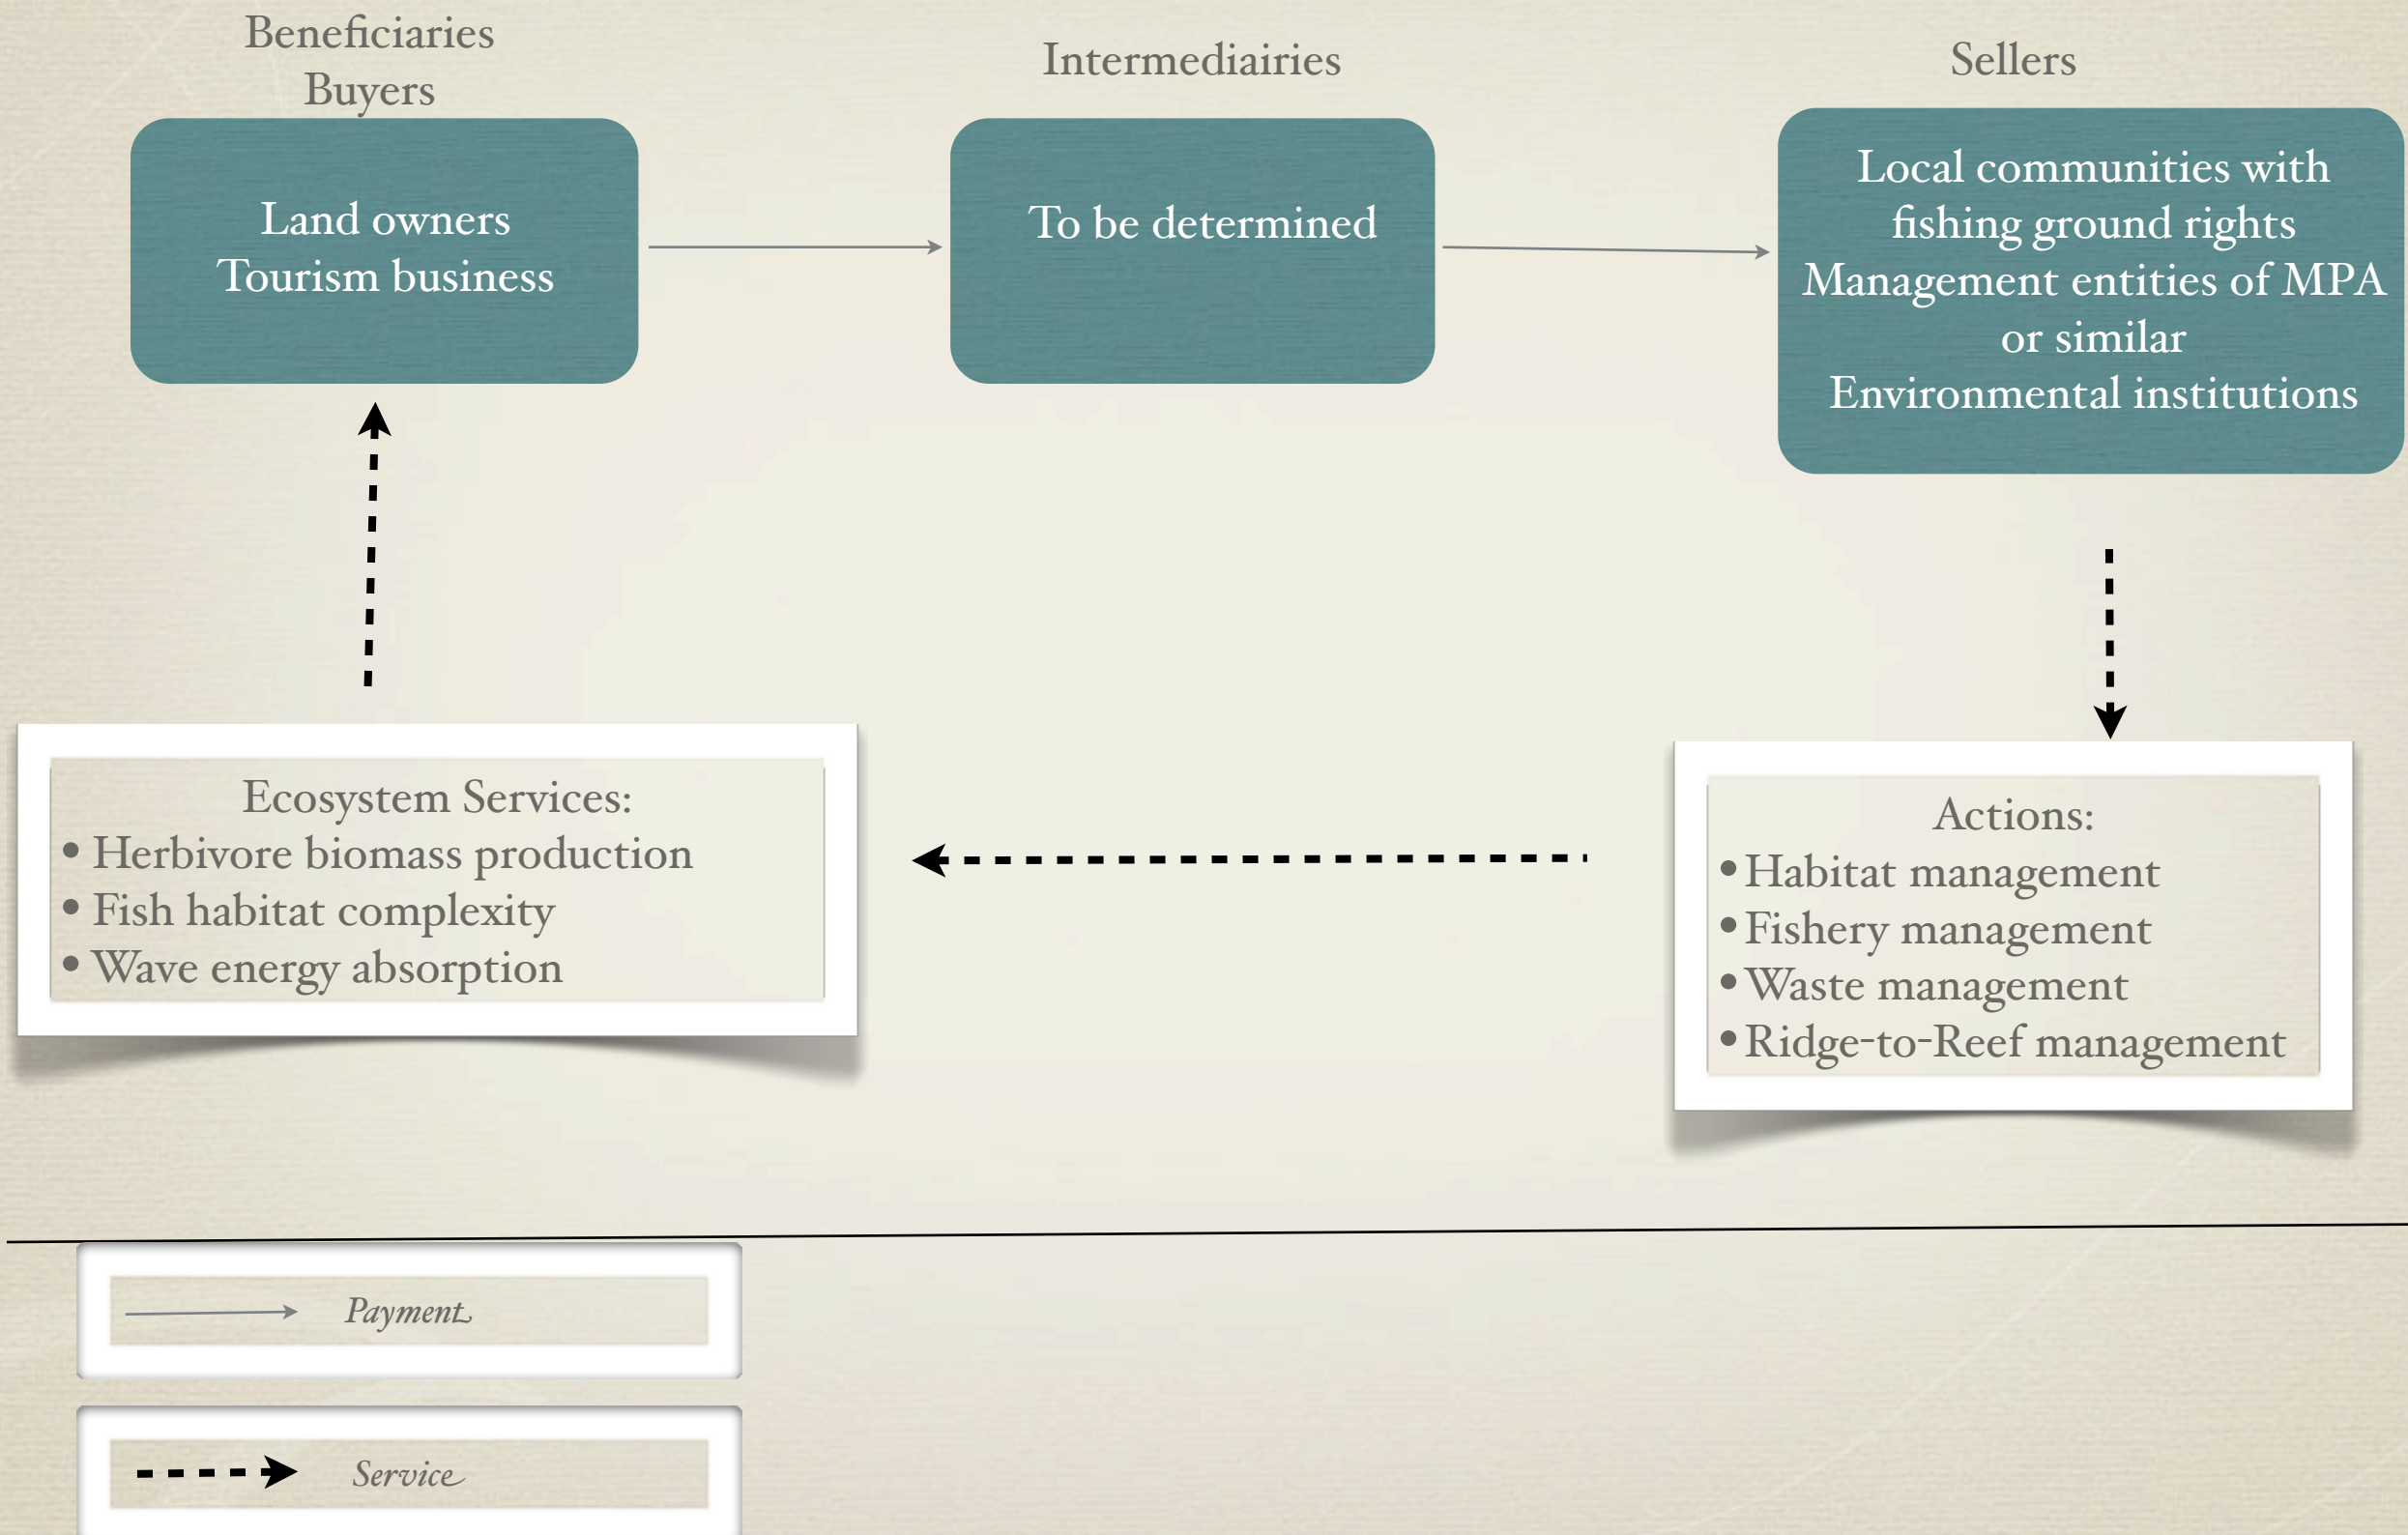 Beneficiaries
Buyers
Intermediairies
Sellers
Land owners
Tourism business
To be determined
Local communities with
fishing ground rights
Management entities of MPA
or similar
Environmental institutions
Ecosystem Services:
• Herbivore biomass production
• Fish habitat complexity
• Wave energy absorption
Actions:
• Habitat management
• Fishery management
• Waste management
• Ridge-to-Reef management
Payment
Service